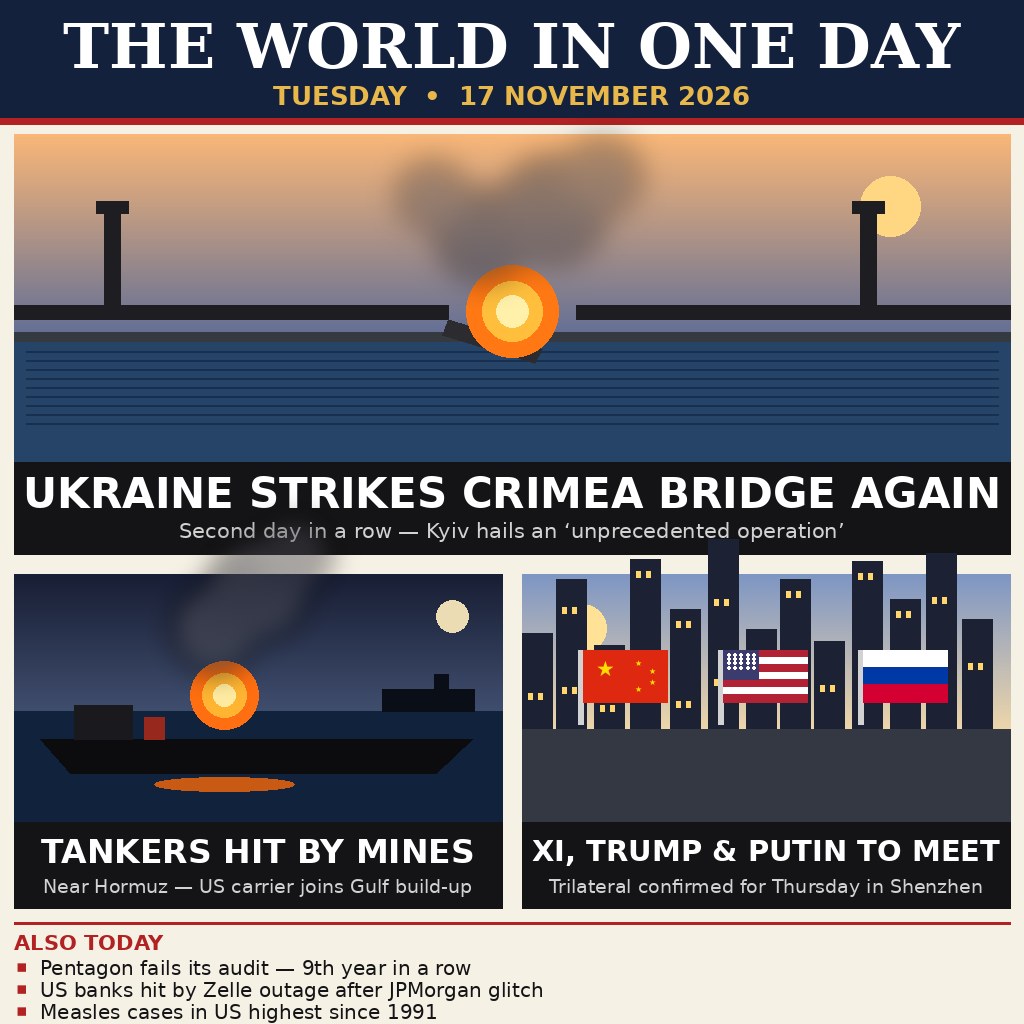 THE WORLD IN ONE DAY
TUESDAY • 17 NOVEMBER 2026
UKRAINE STRIKES CRIMEA BRIDGE AGAIN
Second day in a row — Kyiv hails an ‘unprecedented operation’
TANKERS HIT BY MINES
Near Hormuz — US carrier joins Gulf build-up
XI, TRUMP & PUTIN TO MEET
Trilateral confirmed for Thursday in Shenzhen
ALSO TODAY
▪ Pentagon fails its audit — 9th year in a row
▪ US banks hit by Zelle outage after JPMorgan glitch
▪ Measles cases in US highest since 1991